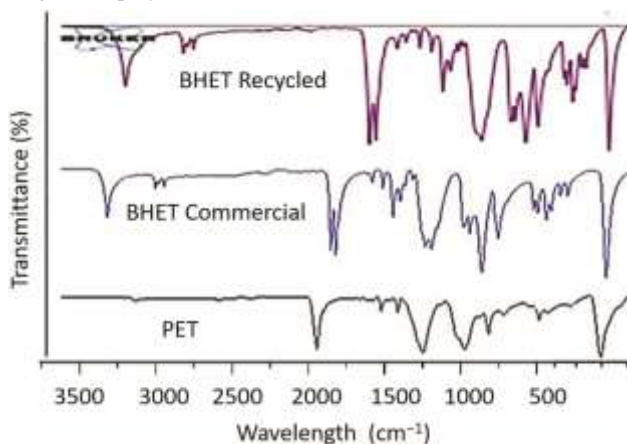 BHET Recycled
BHET Commercial
PET
Transmittance (%)
3500 3000 2500 2000 1500 1000 500
Wavelength (cm⁻¹)